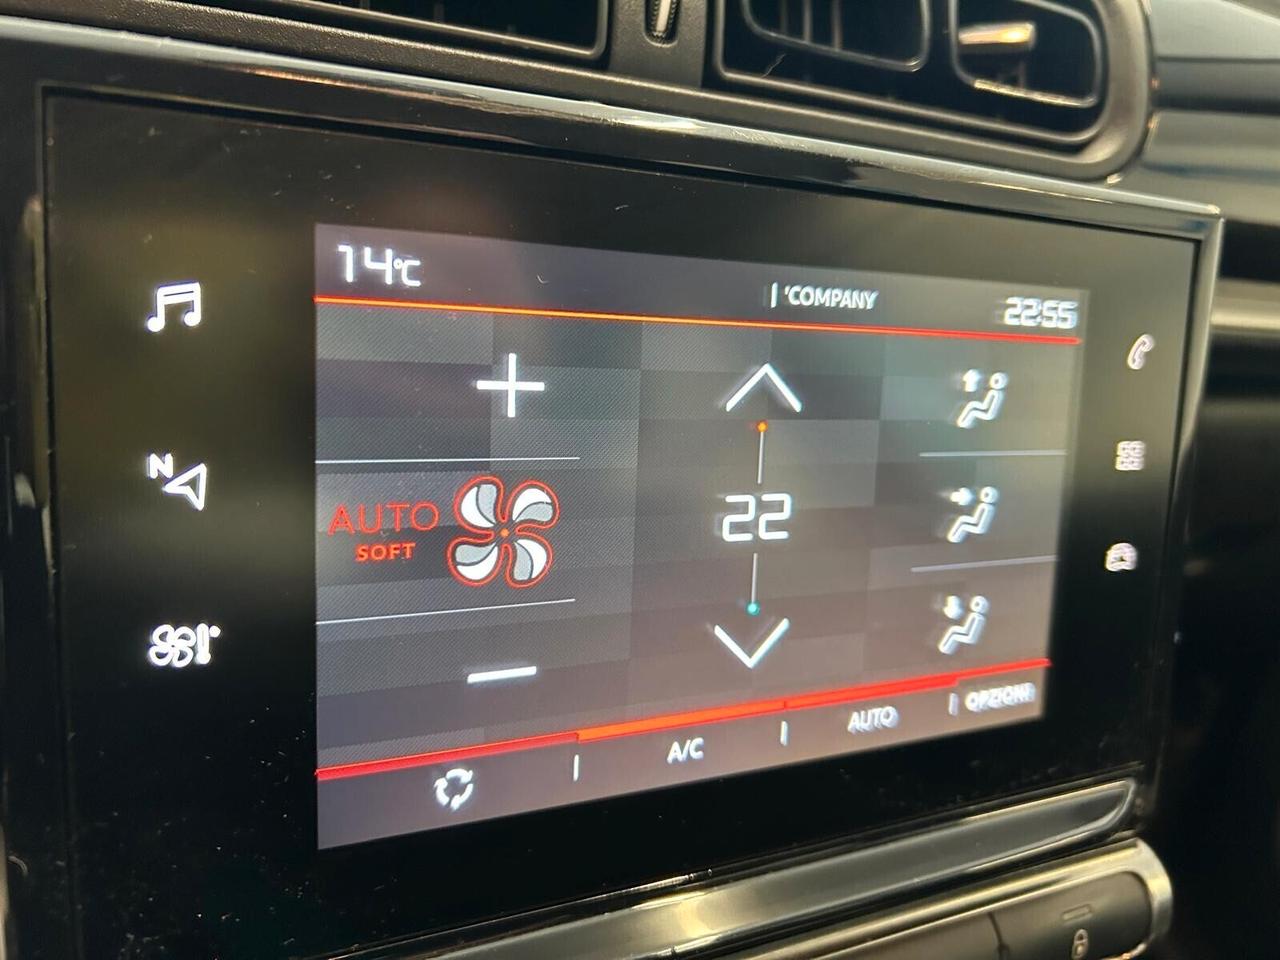 14°C
'COMPANY
22:55
N
22
AUTO
SOFT
A/C
AUTO
OPZIONI